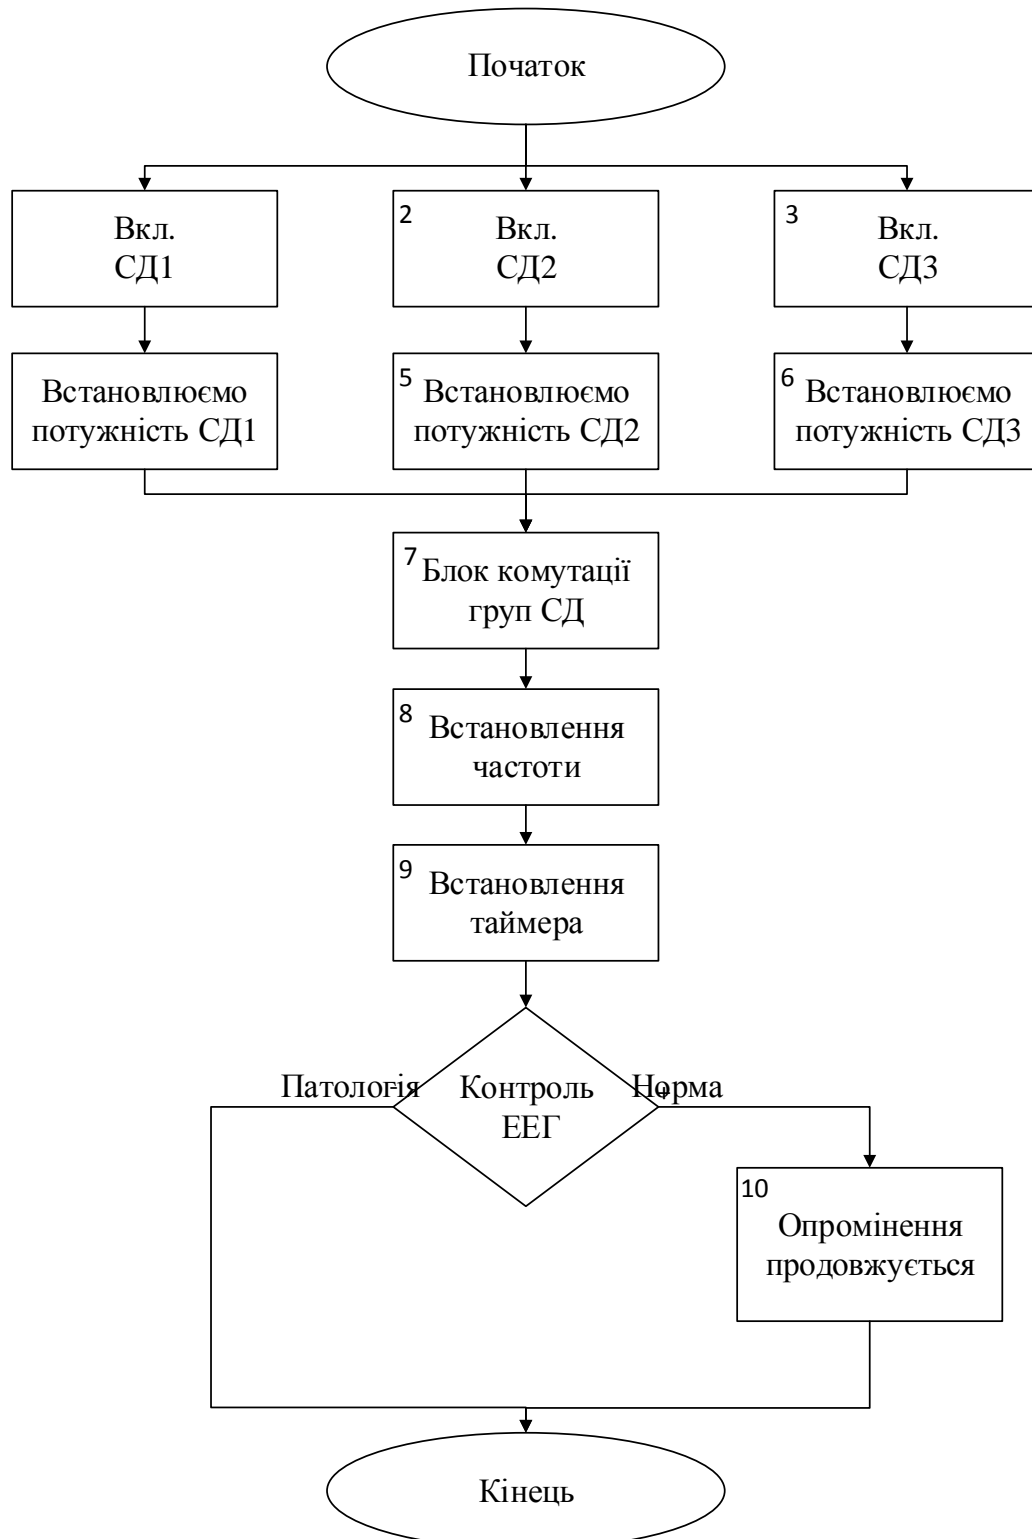 Початок
Вкл.
СД1
2
Вкл.
СД2
3
Вкл.
СД3
Встановлюємо
потужність СД1
5
Встановлюємо
потужність СД2
6
Встановлюємо
потужність СД3
7
Блок комутації
груп СД
8
Встановлення
частоти
9
Встановлення
таймера
Патологія
-
Контроль
ЕЕГ
Норма
+
10
Опромінення
продовжується
Кінець